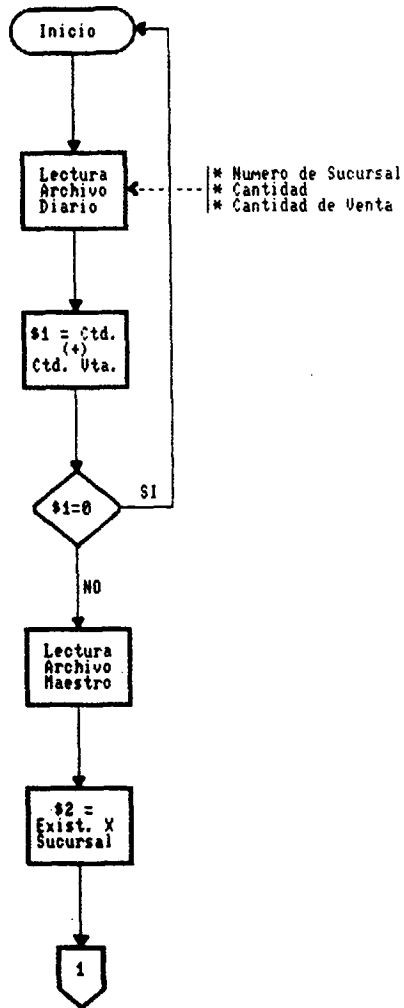 Inicio
Lectura
Archivo
Diario
* Numero de Sucursal
* Cantidad
* Cantidad de Venta
$1 = Ctd.
(+)
Ctd. Vta.
$1=0
SI
NO
Lectura
Archivo
Maestro
$2 =
Exist. X
Sucursal
1